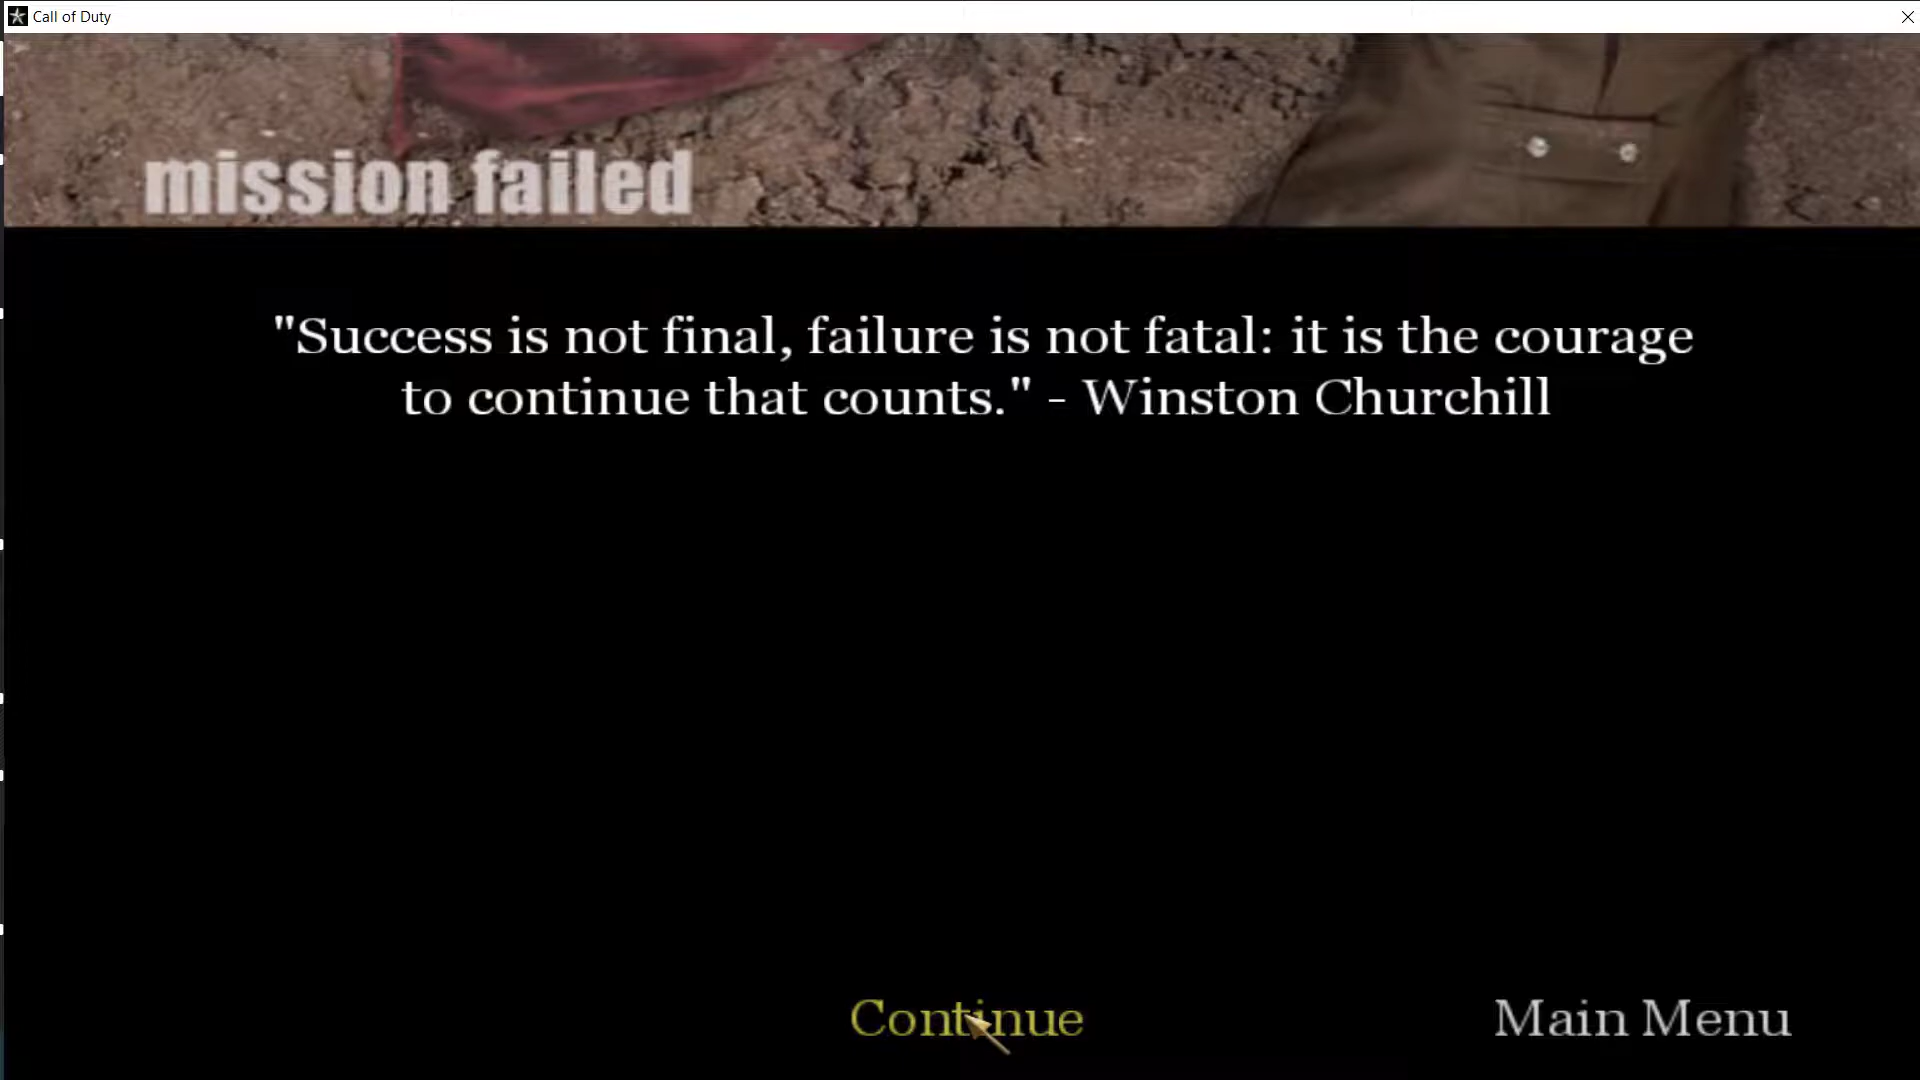 Call of Duty
mission failed
"Success is not final, failure is not fatal: it is the courage
to continue that counts." - Winston Churchill
Continue
Main Menu